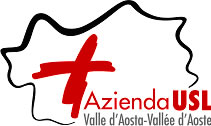 Azienda USL
Valle d'Aosta-Vallée d'Aoste